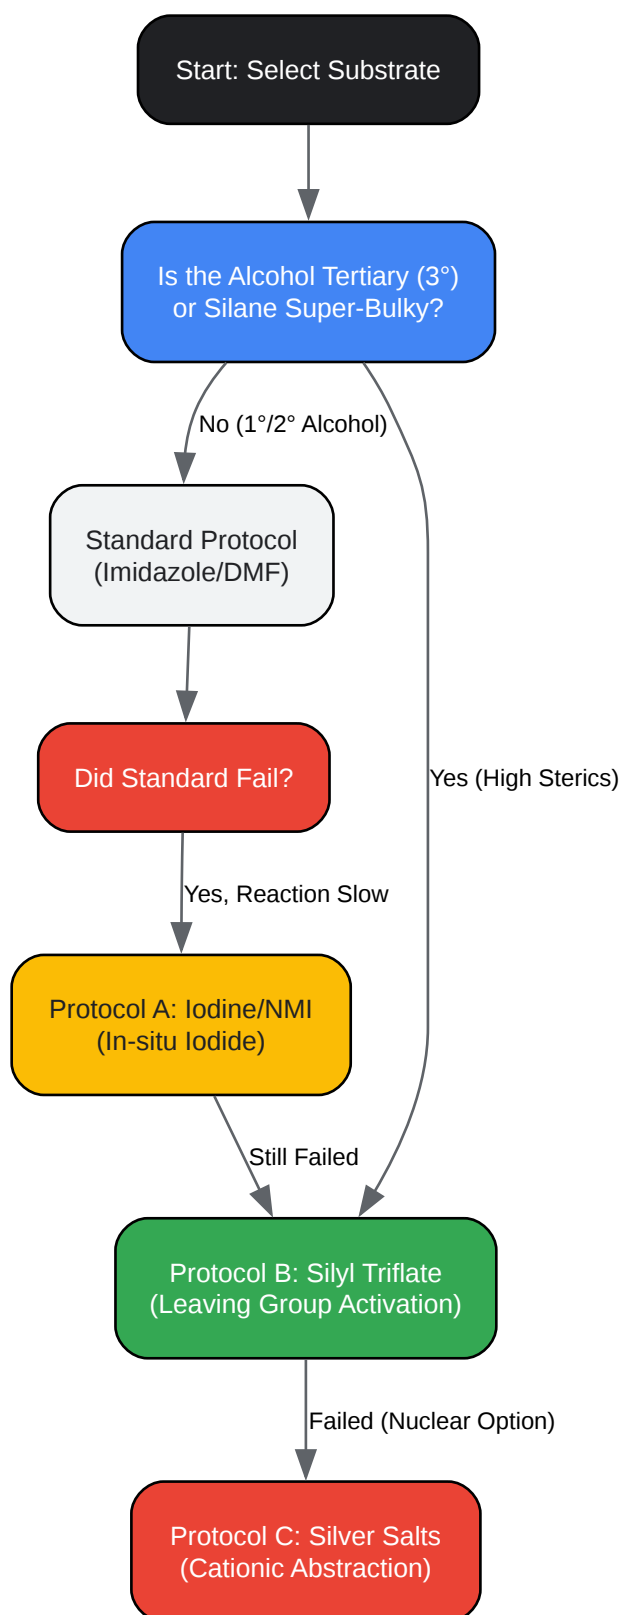 Start: Select Substrate
Is the Alcohol Tertiary (3°)
or Silane Super-Bulky?
No (1°/2° Alcohol)
Standard Protocol
(Imidazole/DMF)
Did Standard Fail?
Yes (High Sterics)
Yes, Reaction Slow
Protocol A: Iodine/NMI
(In-situ Iodide)
Still Failed
Protocol B: Silyl Triflate
(Leaving Group Activation)
Failed (Nuclear Option)
Protocol C: Silver Salts
(Cationic Abstraction)